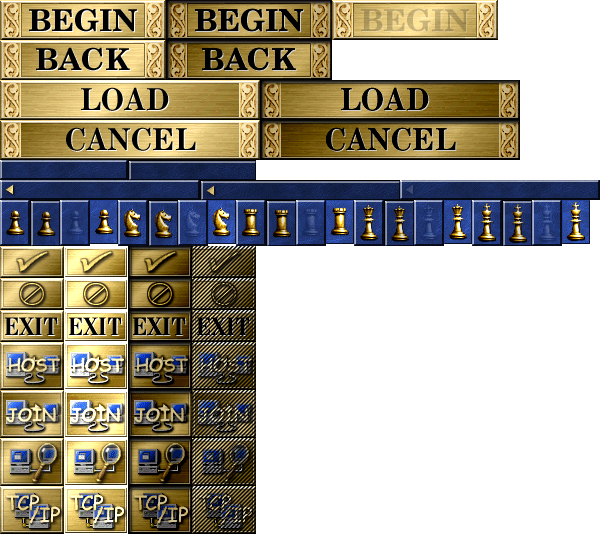 BEGIN BEGIN BEGIN
BACK BACK
LOAD LOAD
CANCEL CANCEL
EXIT EXIT EXIT EXIT
HOST HOST HOST HOST
JOIN JOIN JOIN JOIN
TCP TCP TCP TCP
/IP /IP /IP /IP